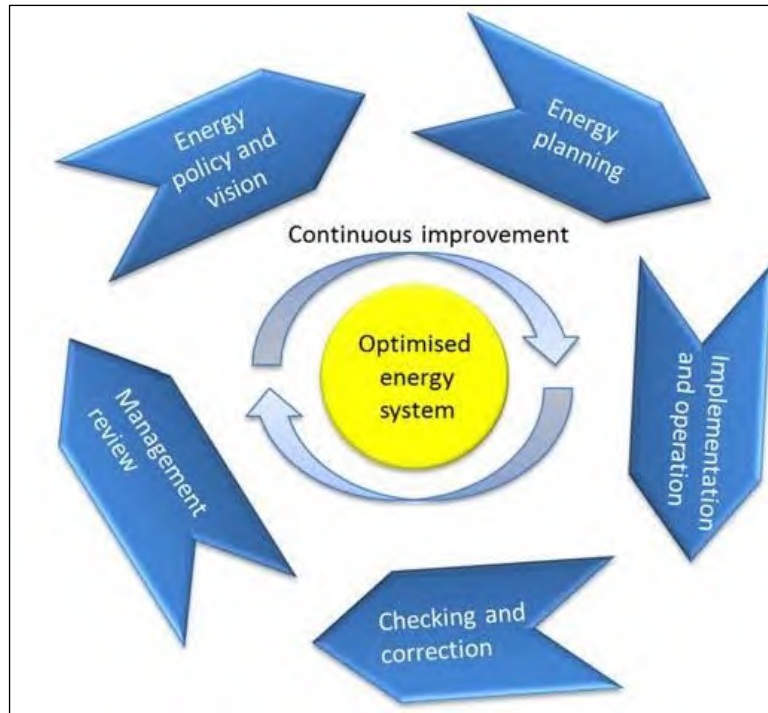 Energy
policy and
vision
Energy
planning
Continuous improvement
Optimised
energy
system
Implementation
and operation
Checking and
correction
Management
review